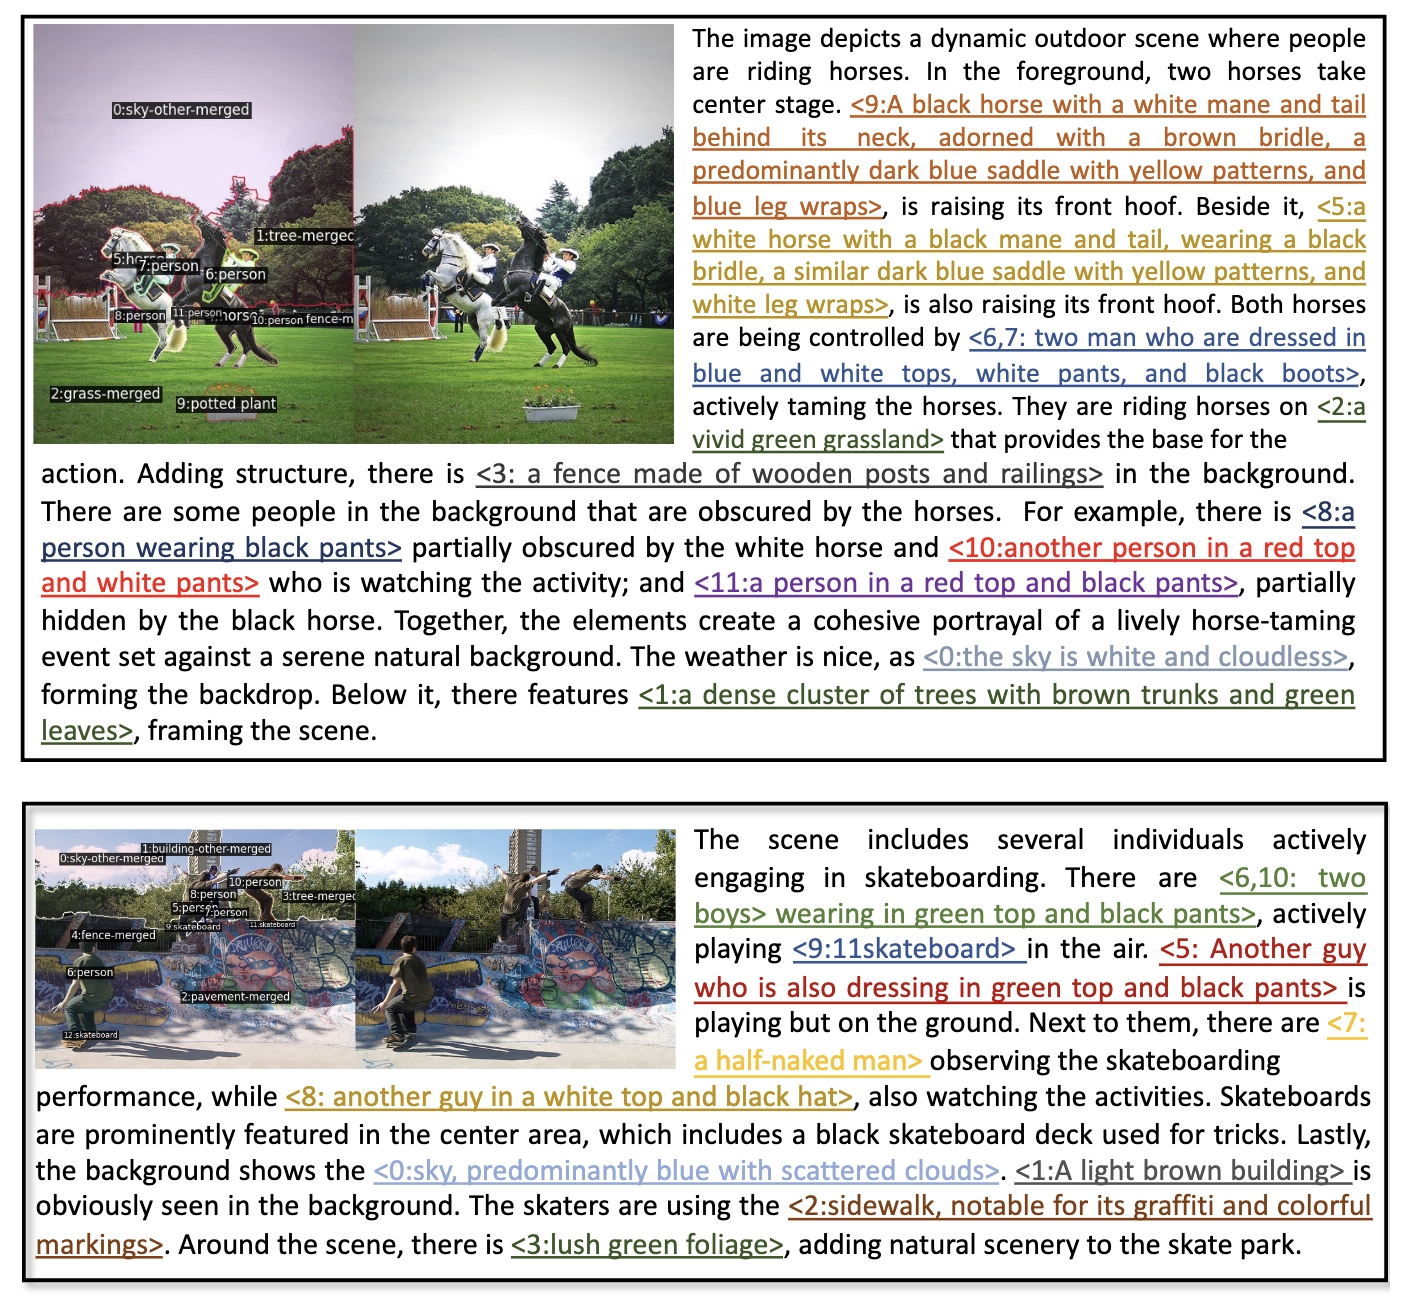 0:sky-other-merged
1:tree-merged
5:horse
7:person
6:person
8:person
11:person
horse
10:person
fence-m
2:grass-merged
9:potted plant
The image depicts a dynamic outdoor scene where people
are riding horses. In the foreground, two horses take
center stage. <9:A black horse with a white mane and tail
behind its neck, adorned with a brown bridle, a
predominantly dark blue saddle with yellow patterns, and
blue leg wraps>, is raising its front hoof. Beside it, <5:a
white horse with a black mane and tail, wearing a black
bridle, a similar dark blue saddle with yellow patterns, and
white leg wraps>, is also raising its front hoof. Both horses
are being controlled by <6,7: two man who are dressed in
blue and white tops, white pants, and black boots>,
actively taming the horses. They are riding horses on <2:a
vivid green grassland> that provides the base for the
action. Adding structure, there is <3: a fence made of wooden posts and railings> in the background.
There are some people in the background that are obscured by the horses. For example, there is <8:a
person wearing black pants> partially obscured by the white horse and <10:another person in a red top
and white pants> who is watching the activity; and <11:a person in a red top and black pants>, partially
hidden by the black horse. Together, the elements create a cohesive portrayal of a lively horse-taming
event set against a serene natural background. The weather is nice, as <0:the sky is white and cloudless>,
forming the backdrop. Below it, there features <1:a dense cluster of trees with brown trunks and green
leaves>, framing the scene.
1:building-other-merged
0:sky-other-merged
10:person
8:person
3:tree-merged
5:person
7:person
9:skateboard
11:skateboard
4:fence-merged
6:person
2:pavement-merged
12:skateboard
The scene includes several individuals actively
engaging in skateboarding. There are <6,10: two
boys> wearing in green top and black pants>, actively
playing <9:11skateboard> in the air. <5: Another guy
who is also dressing in green top and black pants> is
playing but on the ground. Next to them, there are <7:
a half-naked man> observing the skateboarding
performance, while <8: another guy in a white top and black hat>, also watching the activities. Skateboards
are prominently featured in the center area, which includes a black skateboard deck used for tricks. Lastly,
the background shows the <0:sky, predominantly blue with scattered clouds>. <1:A light brown building> is
obviously seen in the background. The skaters are using the <2:sidewalk, notable for its graffiti and colorful
markings>. Around the scene, there is <3:lush green foliage>, adding natural scenery to the skate park.